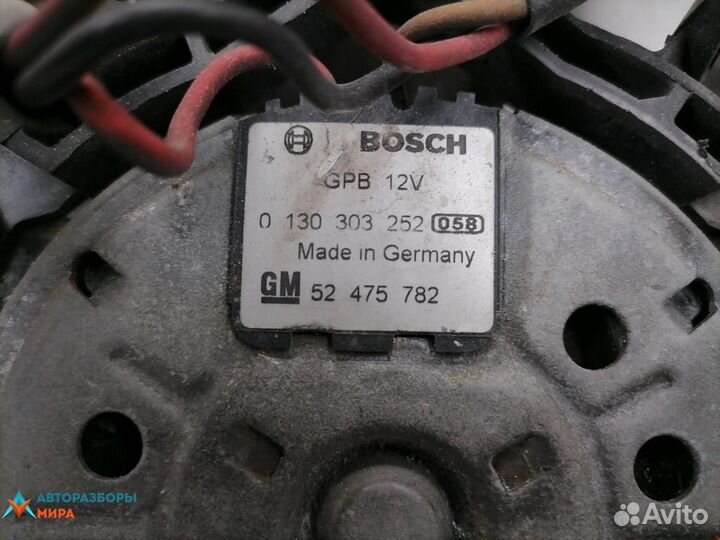 BOSCH
GPB 12V
0 130 303 252 058
Made in Germany
GM 52 475 782
АВТОРАЗБОРЫ
МИРА
Avito